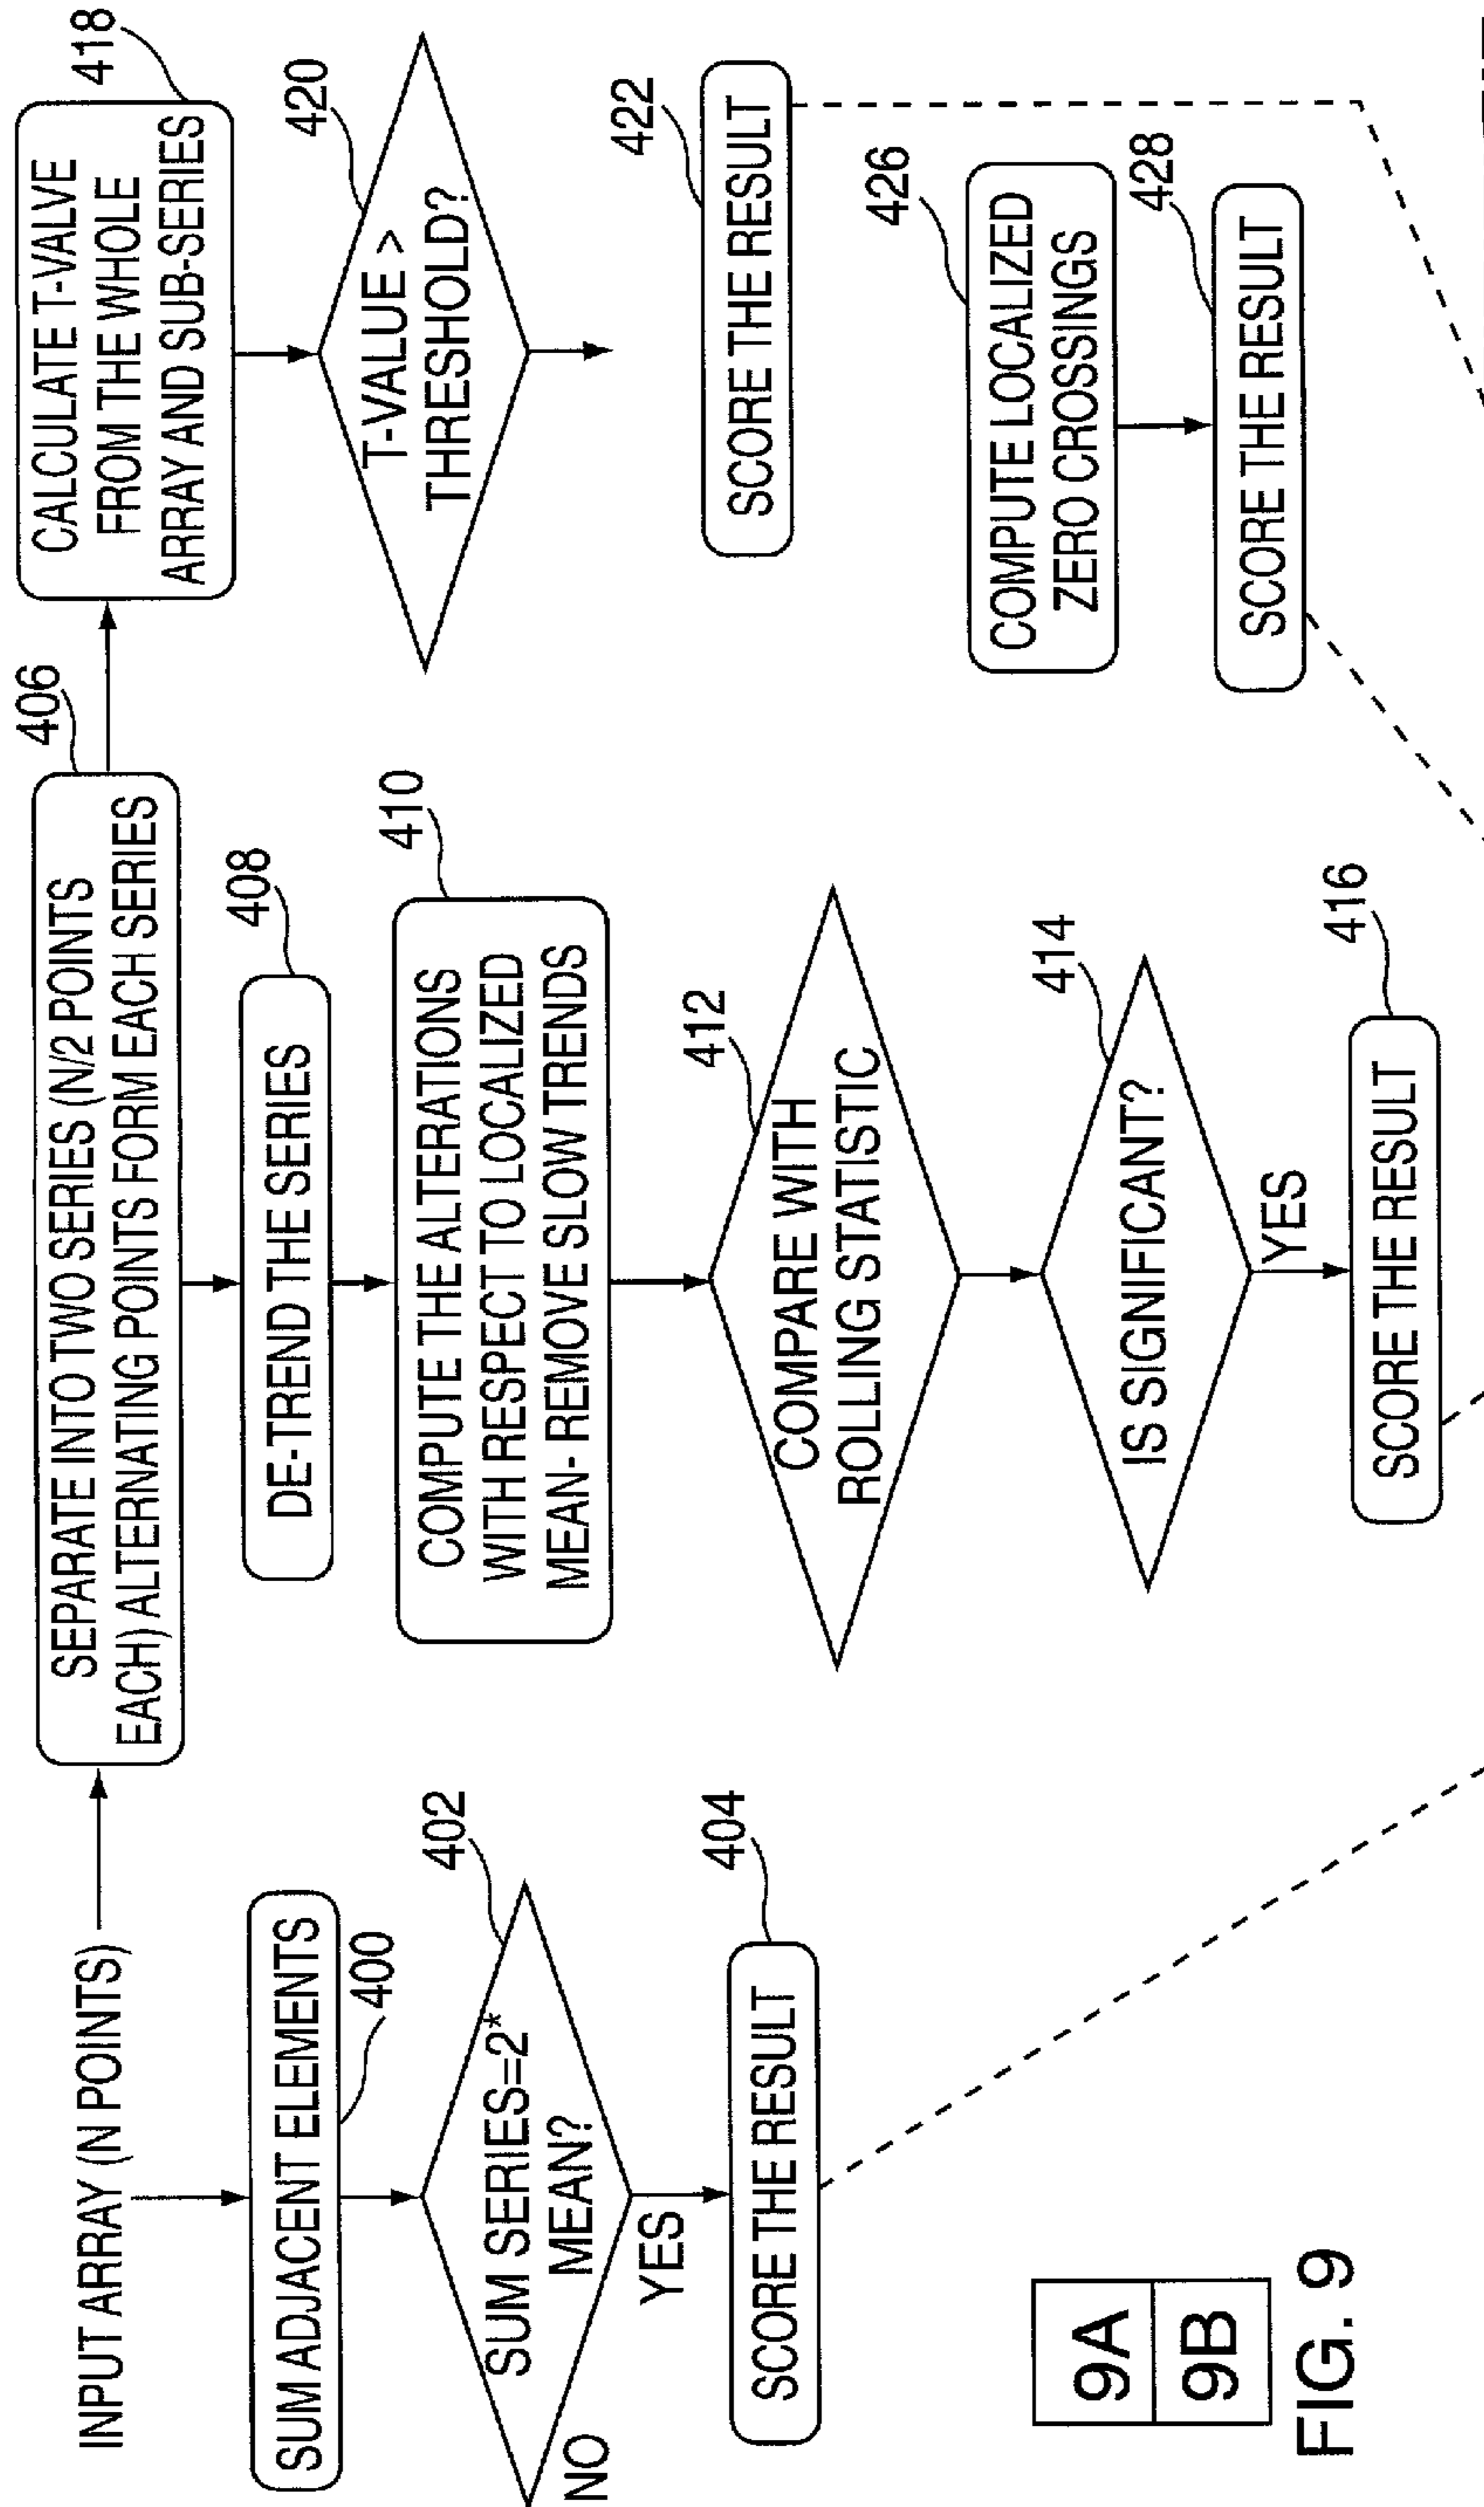 INPUT ARRAY (N POINTS)
SUM ADJACENT ELEMENTS
400
SUM SERIES=2*
MEAN?
402
NO
YES
SCORE THE RESULT
404
SEPARATE INTO TWO SERIES (N/2 POINTS
EACH) ALTERNATING POINTS FORM EACH SERIES
406
DE-TREND THE SERIES
408
COMPUTE THE ALTERATIONS
WITH RESPECT TO LOCALIZED
MEAN- REMOVE SLOW TRENDS
410
COMPARE WITH
ROLLING STATISTIC
412
IS SIGNIFICANT?
414
YES
SCORE THE RESULT
416
CALCULATE T-VALVE
FROM THE WHOLE
ARRAY AND SUB-SERIES
418
T-VALUE >
THRESHOLD?
420
SCORE THE RESULT
422
COMPUTE LOCALIZED
ZERO CROSSINGS
426
SCORE THE RESULT
428
9A
9B
FIG. 9